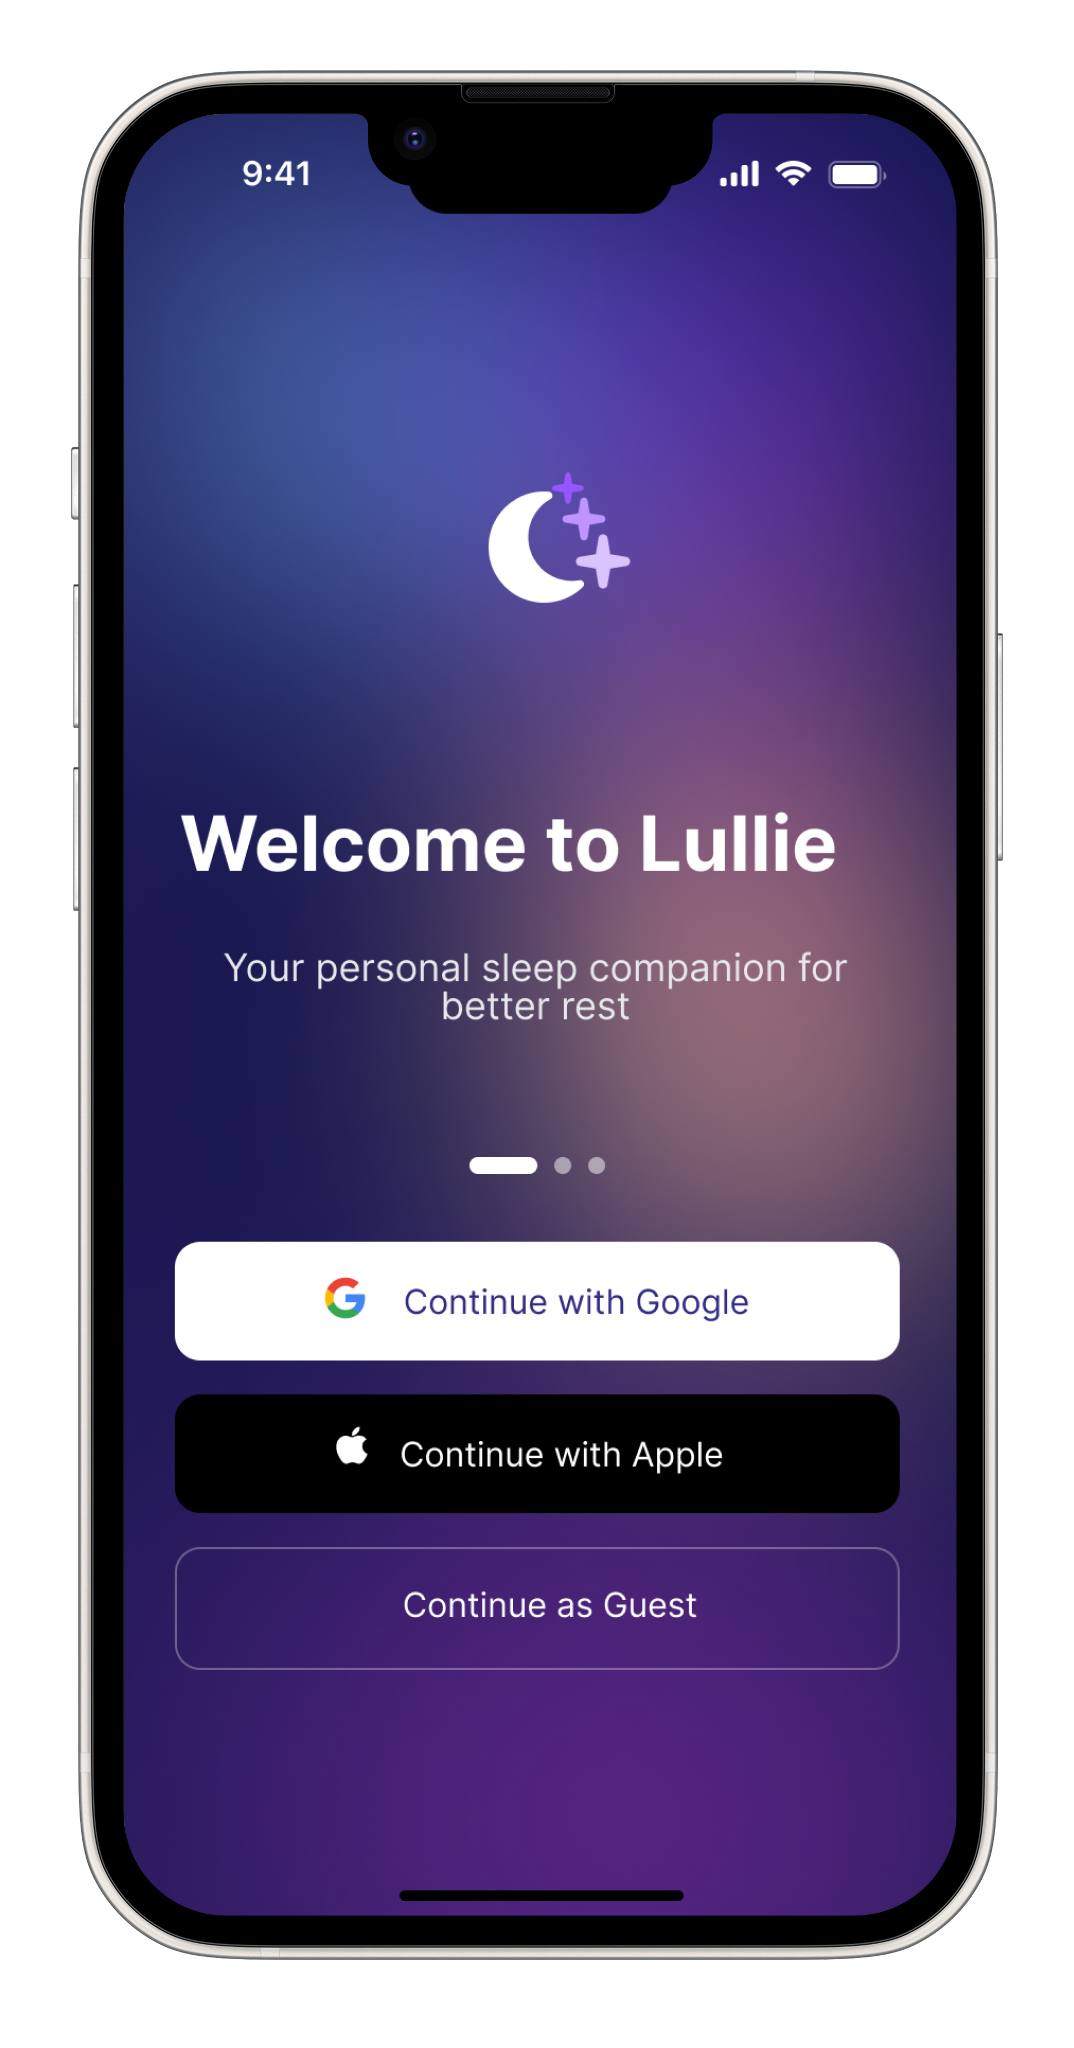 9:41
Welcome to Lullie
Your personal sleep companion for
better rest
Continue with Google
Continue with Apple
Continue as Guest